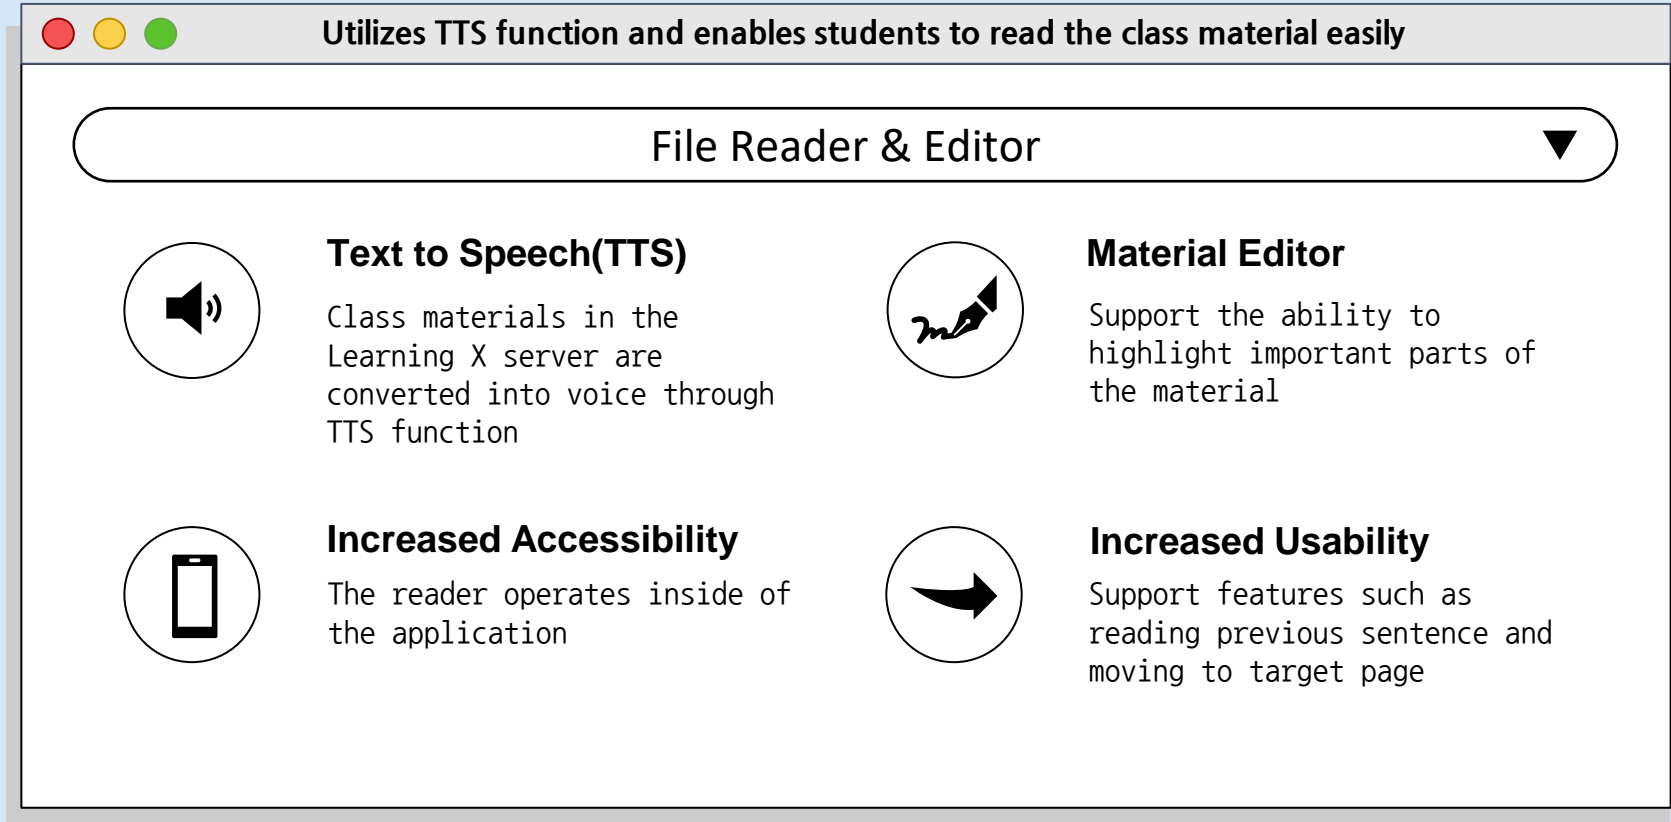 Utilizes TTS function and enables students to read the class material easily
File Reader & Editor
Text to Speech(TTS)
Class materials in the
Learning X server are
converted into voice through
TTS function
Material Editor
Support the ability to
highlight important parts of
the material
Increased Accessibility
The reader operates inside of
the application
Increased Usability
Support features such as
reading previous sentence and
moving to target page